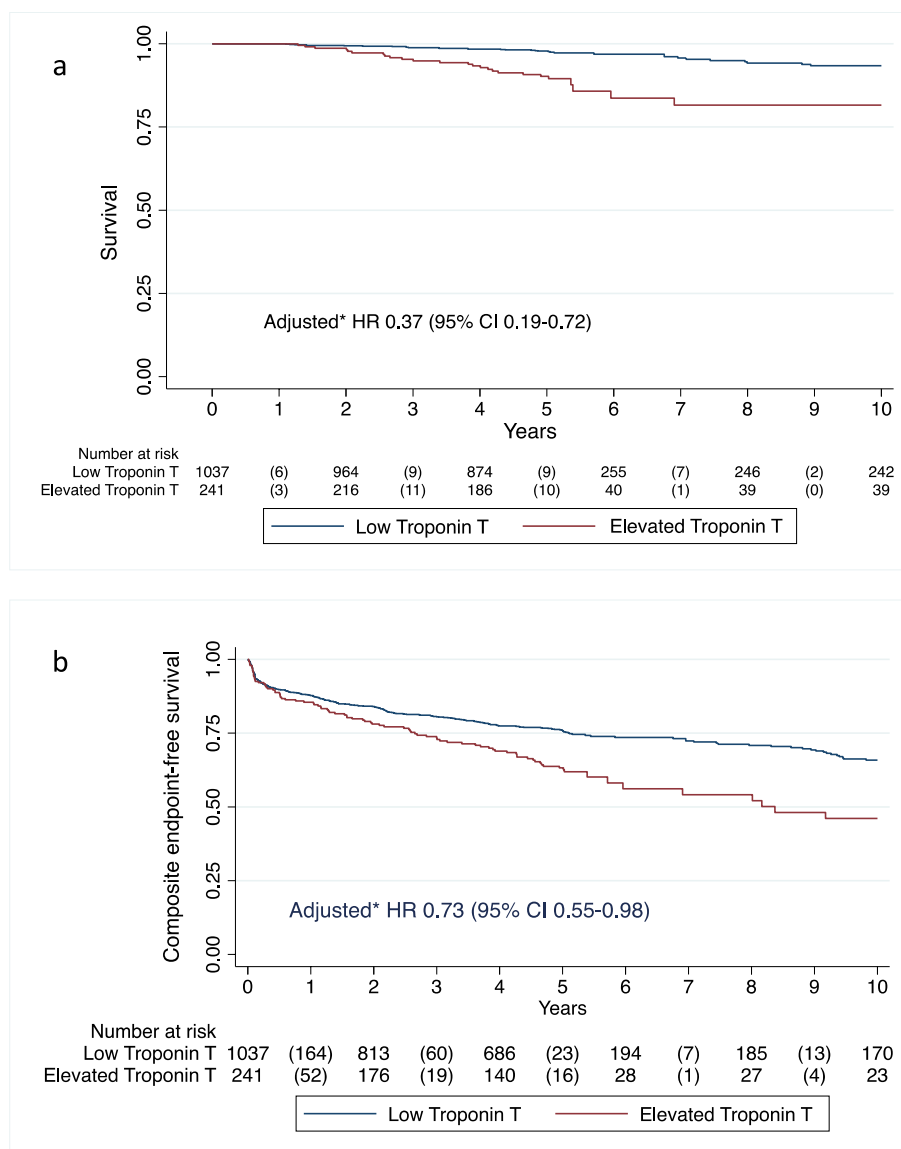 a
Survival
1.00
0.75
0.50
0.25
0.00
Adjusted* HR 0.37 (95% CI 0.19-0.72)
0 1 2 3 4 5 6 7 8 9 10
Years
Number at risk
Low Troponin T 1037 (6) 964 (9) 874 (9) 255 (7) 246 (2) 242
Elevated Troponin T 241 (3) 216 (11) 186 (10) 40 (1) 39 (0) 39
Low Troponin T Elevated Troponin T
b
Composite endpoint-free survival
1.00
0.75
0.50
0.25
0.00
Adjusted* HR 0.73 (95% CI 0.55-0.98)
0 1 2 3 4 5 6 7 8 9 10
Years
Number at risk
Low Troponin T 1037 (164) 813 (60) 686 (23) 194 (7) 185 (13) 170
Elevated Troponin T 241 (52) 176 (19) 140 (16) 28 (1) 27 (4) 23
Low Troponin T Elevated Troponin T